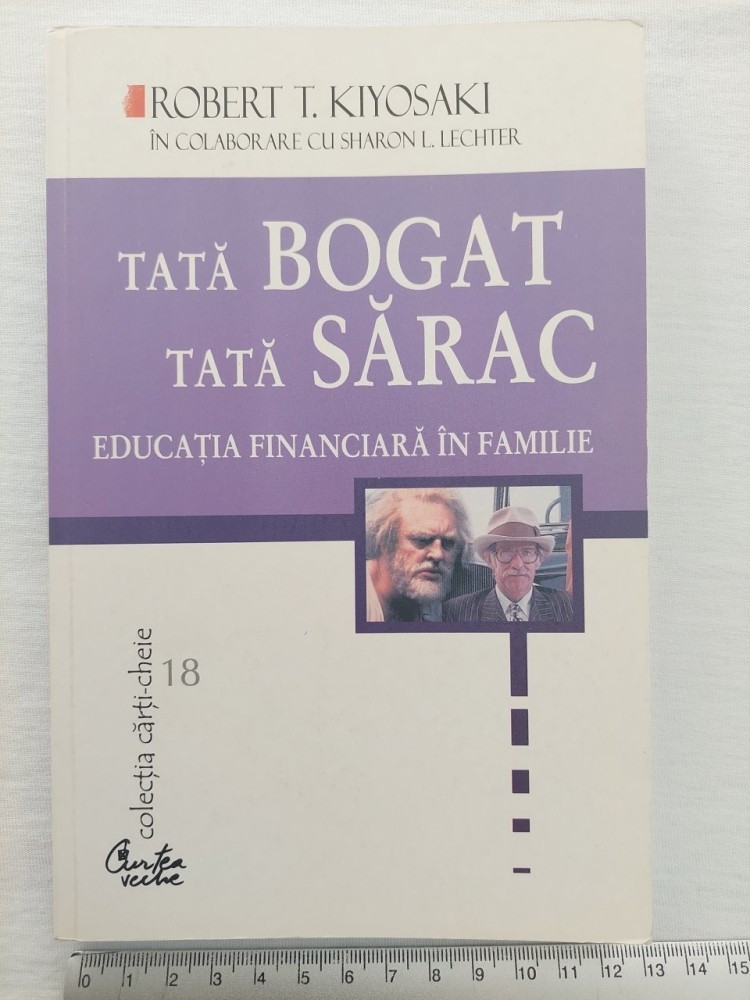 ROBERT T. KIYOSAKI
ÎN COLABORARE CU SHARON L. LECHTER
TATĂ BOGAT
TATĂ SĂRAC
EDUCAȚIA FINANCIARĂ ÎN FAMILIE
colecția cărți-cheie
18
Curtea
veche
0 1 2 3 4 5 6 7 8 9 10 11 12 13 14 15